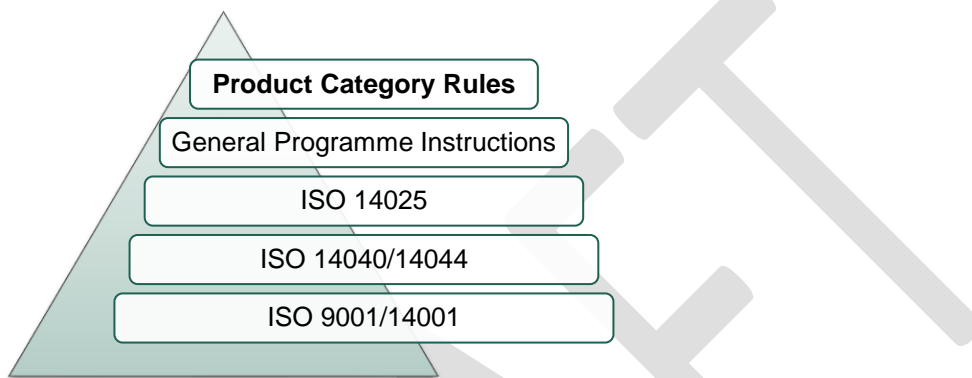 Product Category Rules
General Programme Instructions
ISO 14025
ISO 14040/14044
ISO 9001/14001